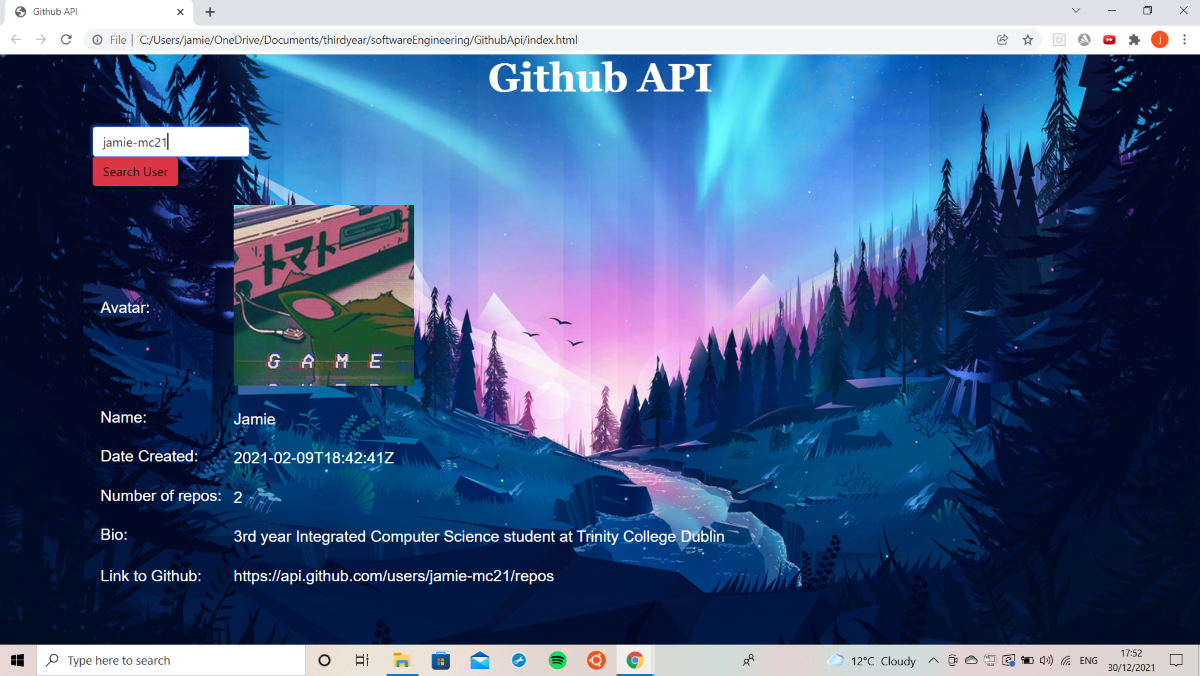 Github API
File | C:/Users/jamie/OneDrive/Documents/thirdyear/softwareEngineering/GithubApi/index.html
j
Github API
jamie-mc21
Search User
トマト
Avatar:
G A M E
Name: Jamie
Date Created: 2021-02-09T18:42:41Z
Number of repos: 2
Bio: 3rd year Integrated Computer Science student at Trinity College Dublin
Link to Github: https://api.github.com/users/jamie-mc21/repos
Type here to search
12°C Cloudy
ENG
17:52
30/12/2021